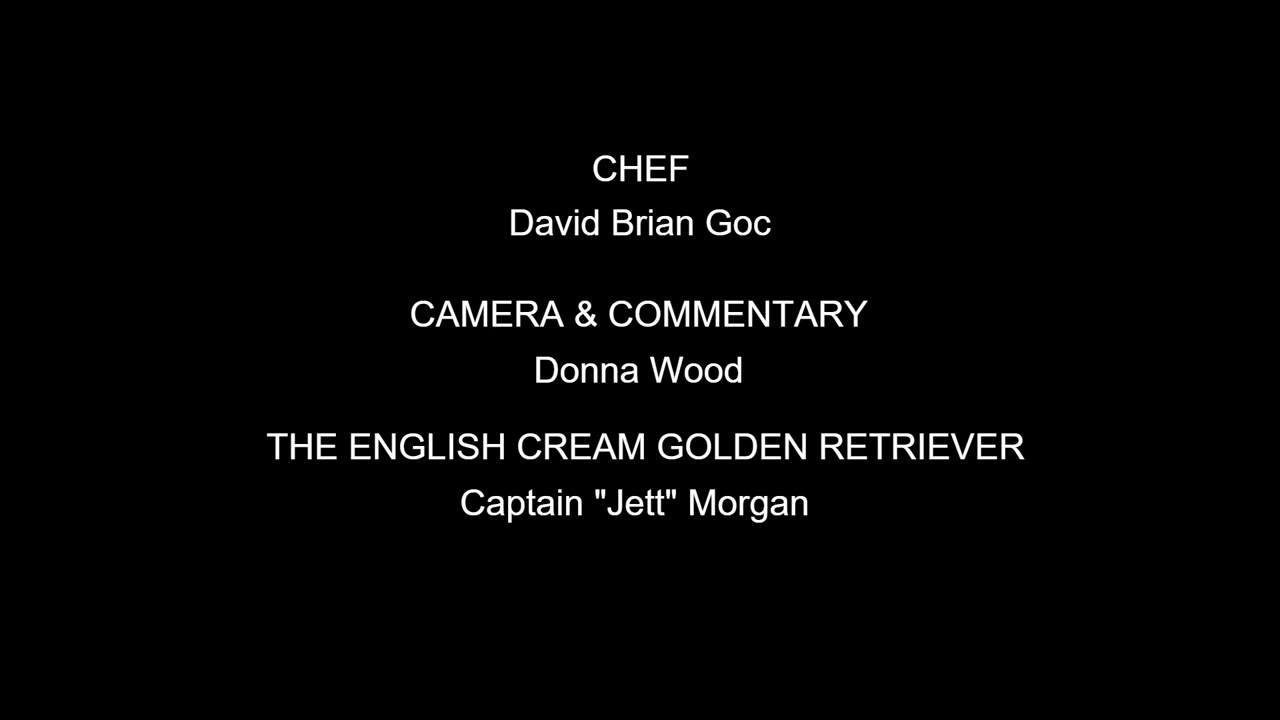 CHEF
David Brian Goc
CAMERA & COMMENTARY
Donna Wood
THE ENGLISH CREAM GOLDEN RETRIEVER
Captain "Jett" Morgan